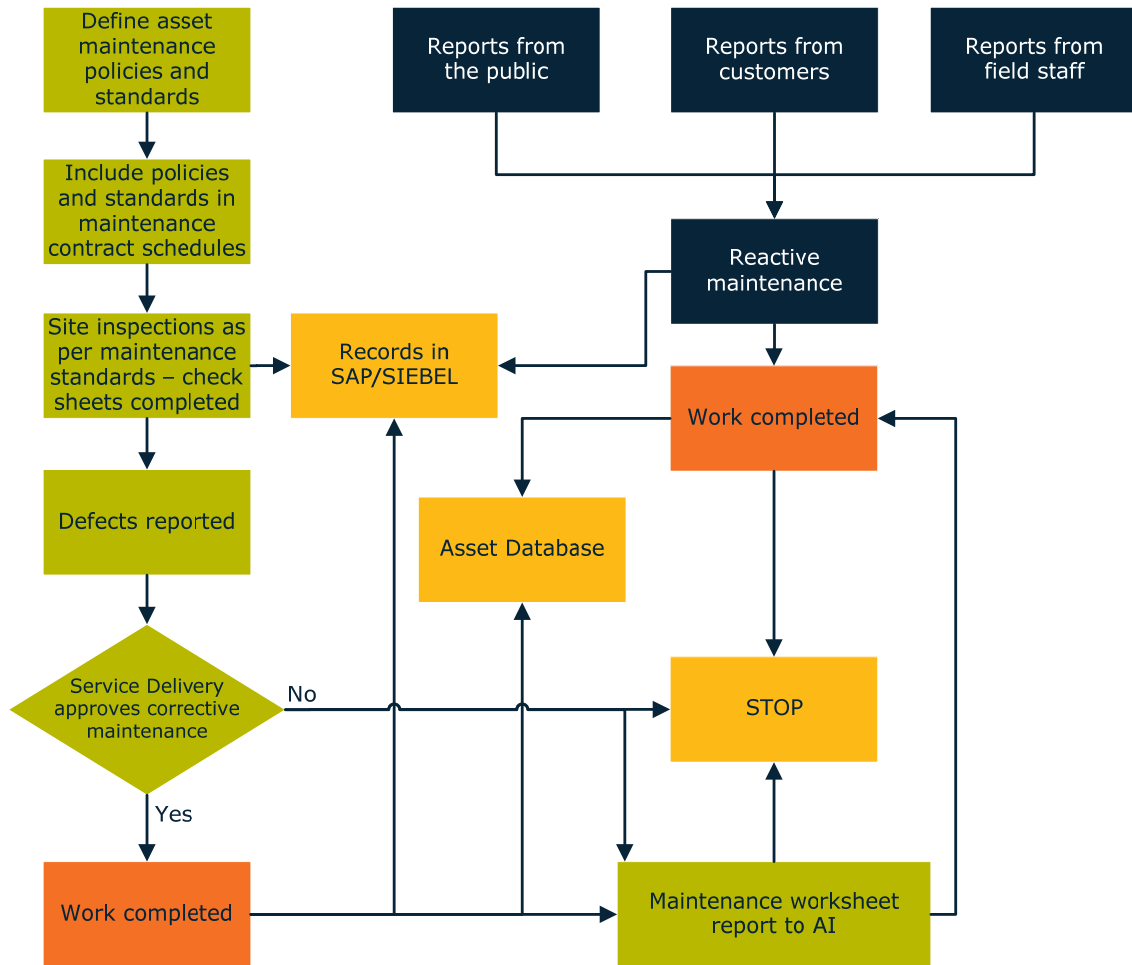 Define asset
maintenance
policies and
standards
Reports from
the public
Reports from
customers
Reports from
field staff
Include policies
and standards in
maintenance
contract schedules
Reactive
maintenance
Site inspections as
per maintenance
standards – check
sheets completed
Records in
SAP/SIEBEL
Work completed
Defects reported
Asset Database
Service Delivery
approves corrective
maintenance
No
STOP
Yes
Work completed
Maintenance worksheet
report to AI